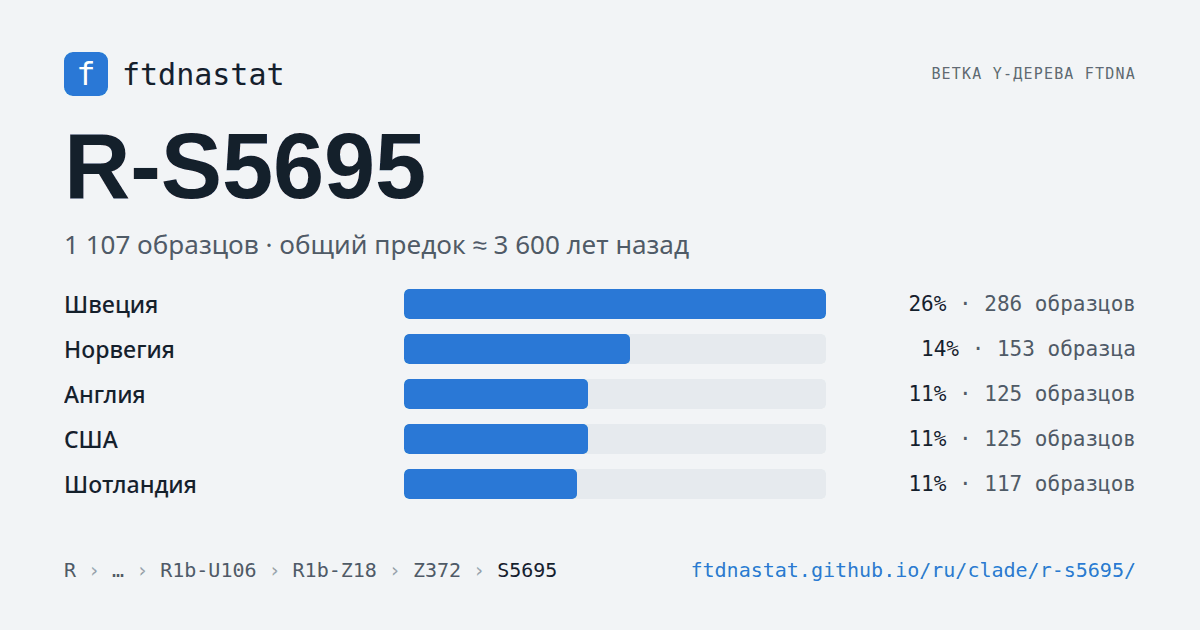 f ftdnastat
ВЕТКА Y-ДЕРЕВА FTDNA
R-S5695
1 107 образцов · общий предок ≈ 3 600 лет назад
Швеция 26% · 286 образцов
Норвегия 14% · 153 образца
Англия 11% · 125 образцов
США 11% · 125 образцов
Шотландия 11% · 117 образцов
R › … › R1b-U106 › R1b-Z18 › Z372 › S5695
ftdnastat.github.io/ru/clade/r-s5695/